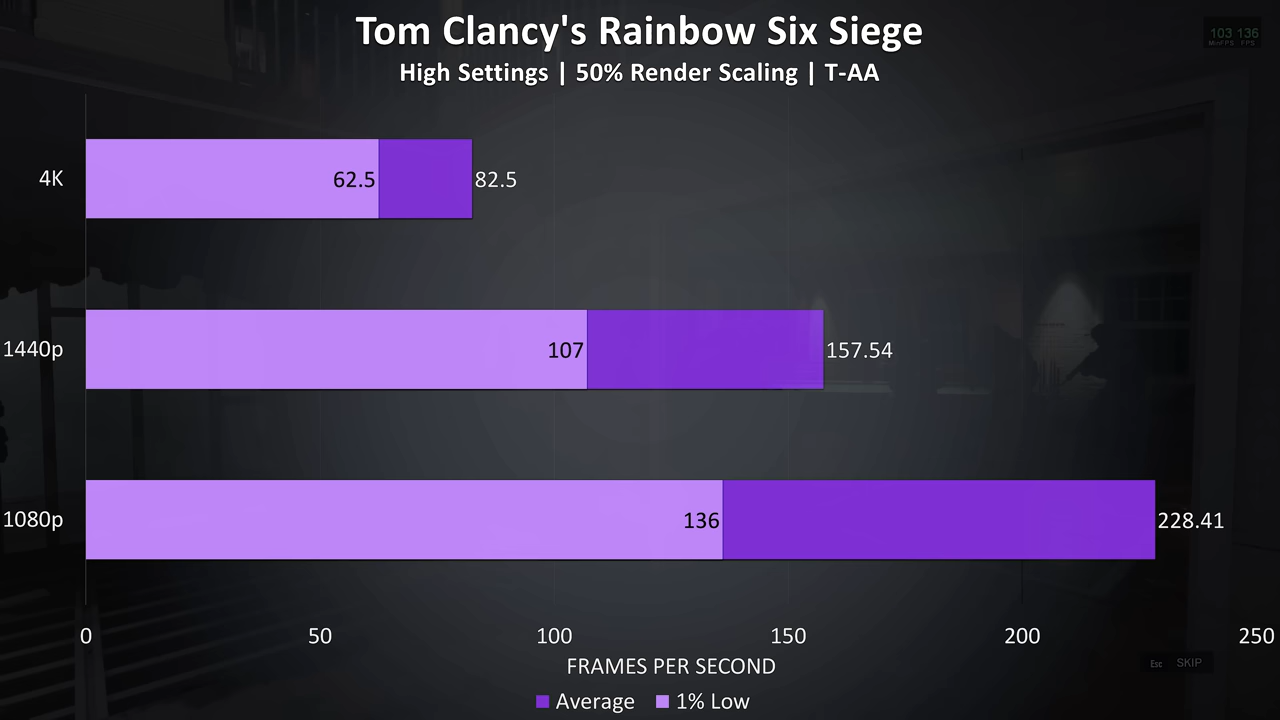 Tom Clancy's Rainbow Six Siege
High Settings | 50% Render Scaling | T-AA
103 136
MinFPS FPS
4K 62.5 82.5
1440p 107 157.54
1080p 136 228.41
0 50 100 150 200 250
FRAMES PER SECOND
Esc SKIP
Average 1% Low